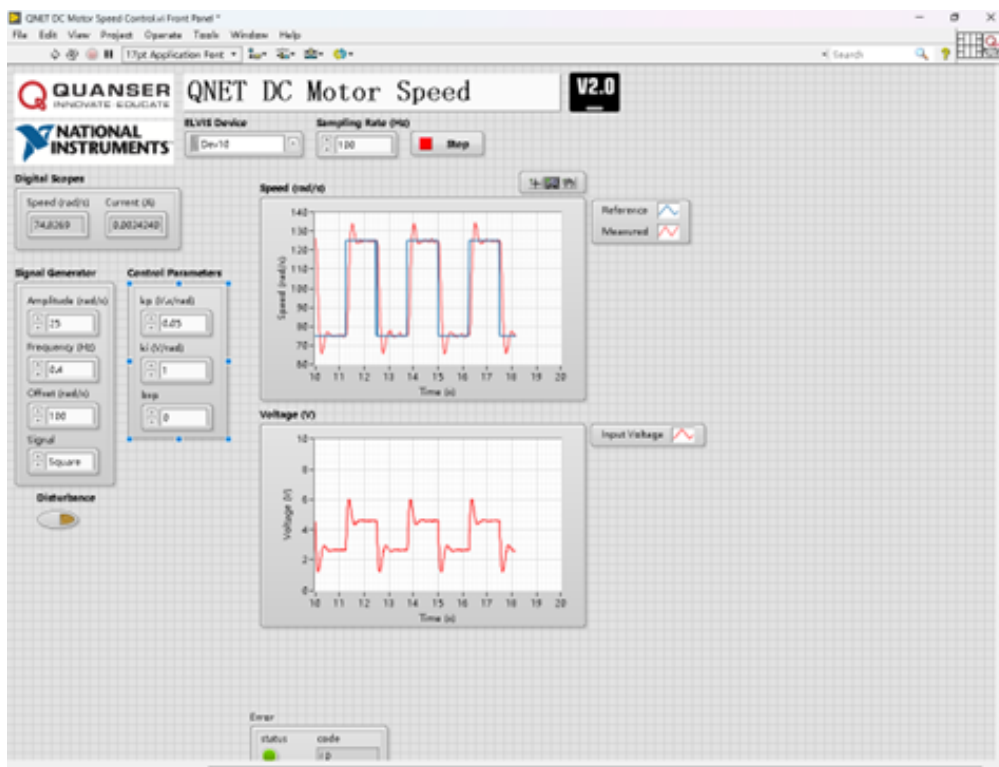 QNET DC Motor Speed Control.vi Front Panel *
File Edit View Project Operate Tools Window Help
17pt Application Font
Search
QUANSER
INNOVATE·EDUCATE
QNET DC Motor Speed
V2.0
NATIONAL
INSTRUMENTS
ELVIS Device
Dev10
Sampling Rate (Hz)
100
Stop
Digital Scopes
Speed (rad/s) Current (A)
74.8269
Speed (rad/s)
Reference
Measured
140
130
120
110
100
90
80
70
60
Speed (rad/s)
10 11 12 13 14 15 16 17 18 19 20
Time (s)
Signal Generator
Amplitude (rad/s)
25
Frequency (Hz)
0.4
Offset (rad/s)
100
Signal
Square
Disturbance
Control Parameters
kp (V.s/rad)
0.05
ki (V/rad)
1
bsp
0
Voltage (V)
Input Voltage
10
8
6
4
2
0
Voltage (V)
10 11 12 13 14 15 16 17 18 19 20
Time (s)
Error
status code